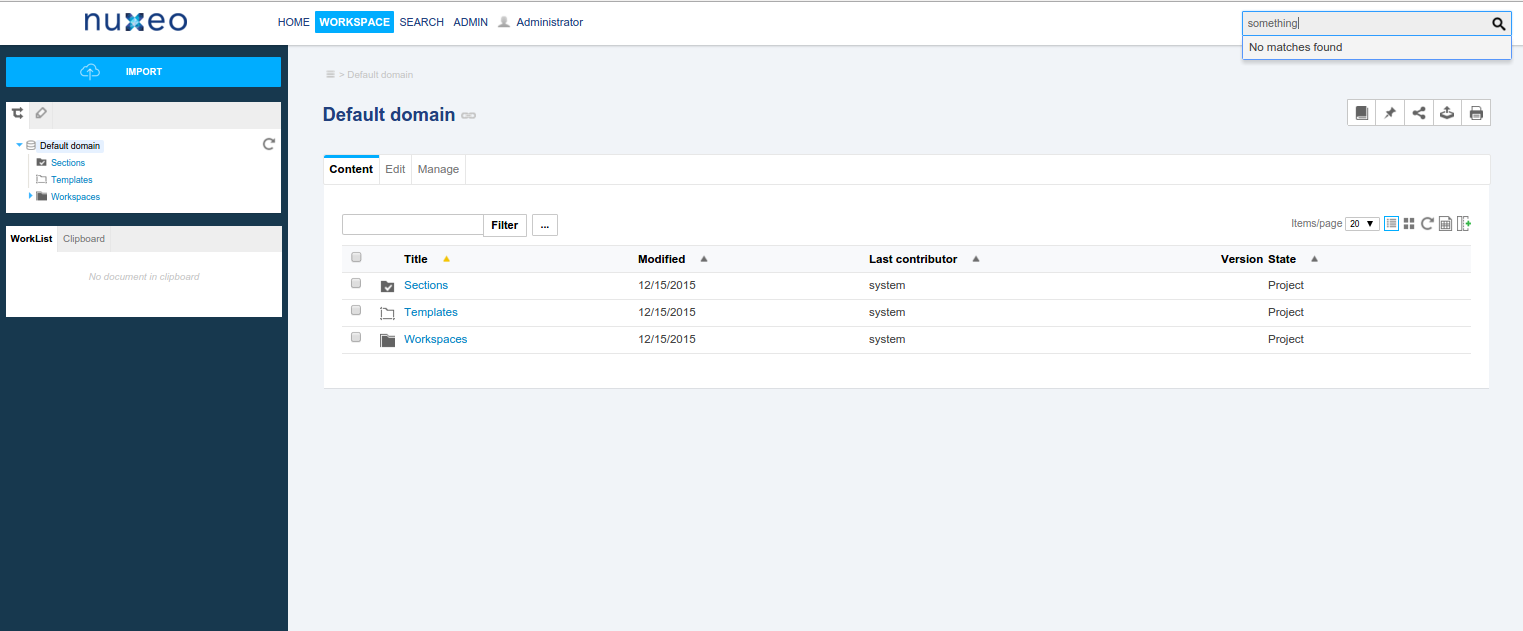 nuxeo
HOME WORKSPACE SEARCH ADMIN Administrator
something
No matches found
IMPORT
Default domain
Sections
Templates
Workspaces
WorkList Clipboard
No document in clipboard
> Default domain
Default domain
Content Edit Manage
Filter ... Items/page 20
Title Modified Last contributor Version State
Sections 12/15/2015 system Project
Templates 12/15/2015 system Project
Workspaces 12/15/2015 system Project